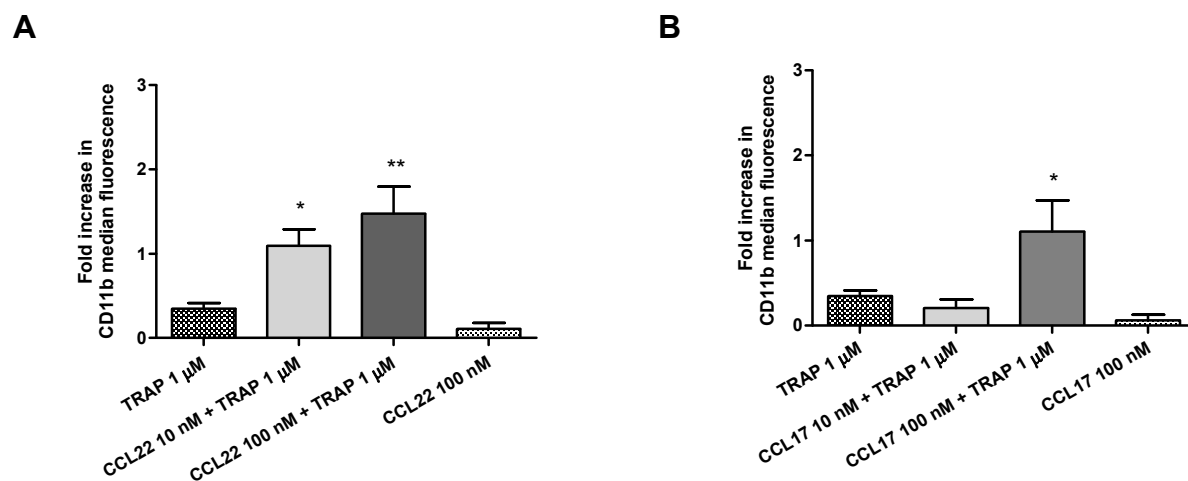 A
Fold increase in
CD11b median fluorescence
3
2
1
0
*
**
TRAP 1 μM
CCL22 10 nM + TRAP 1 μM
CCL22 100 nM + TRAP 1 μM
CCL22 100 nM
B
Fold increase in
CD11b median fluorescence
3
2
1
0
*
TRAP 1 μM
CCL17 10 nM + TRAP 1 μM
CCL17 100 nM + TRAP 1 μM
CCL17 100 nM